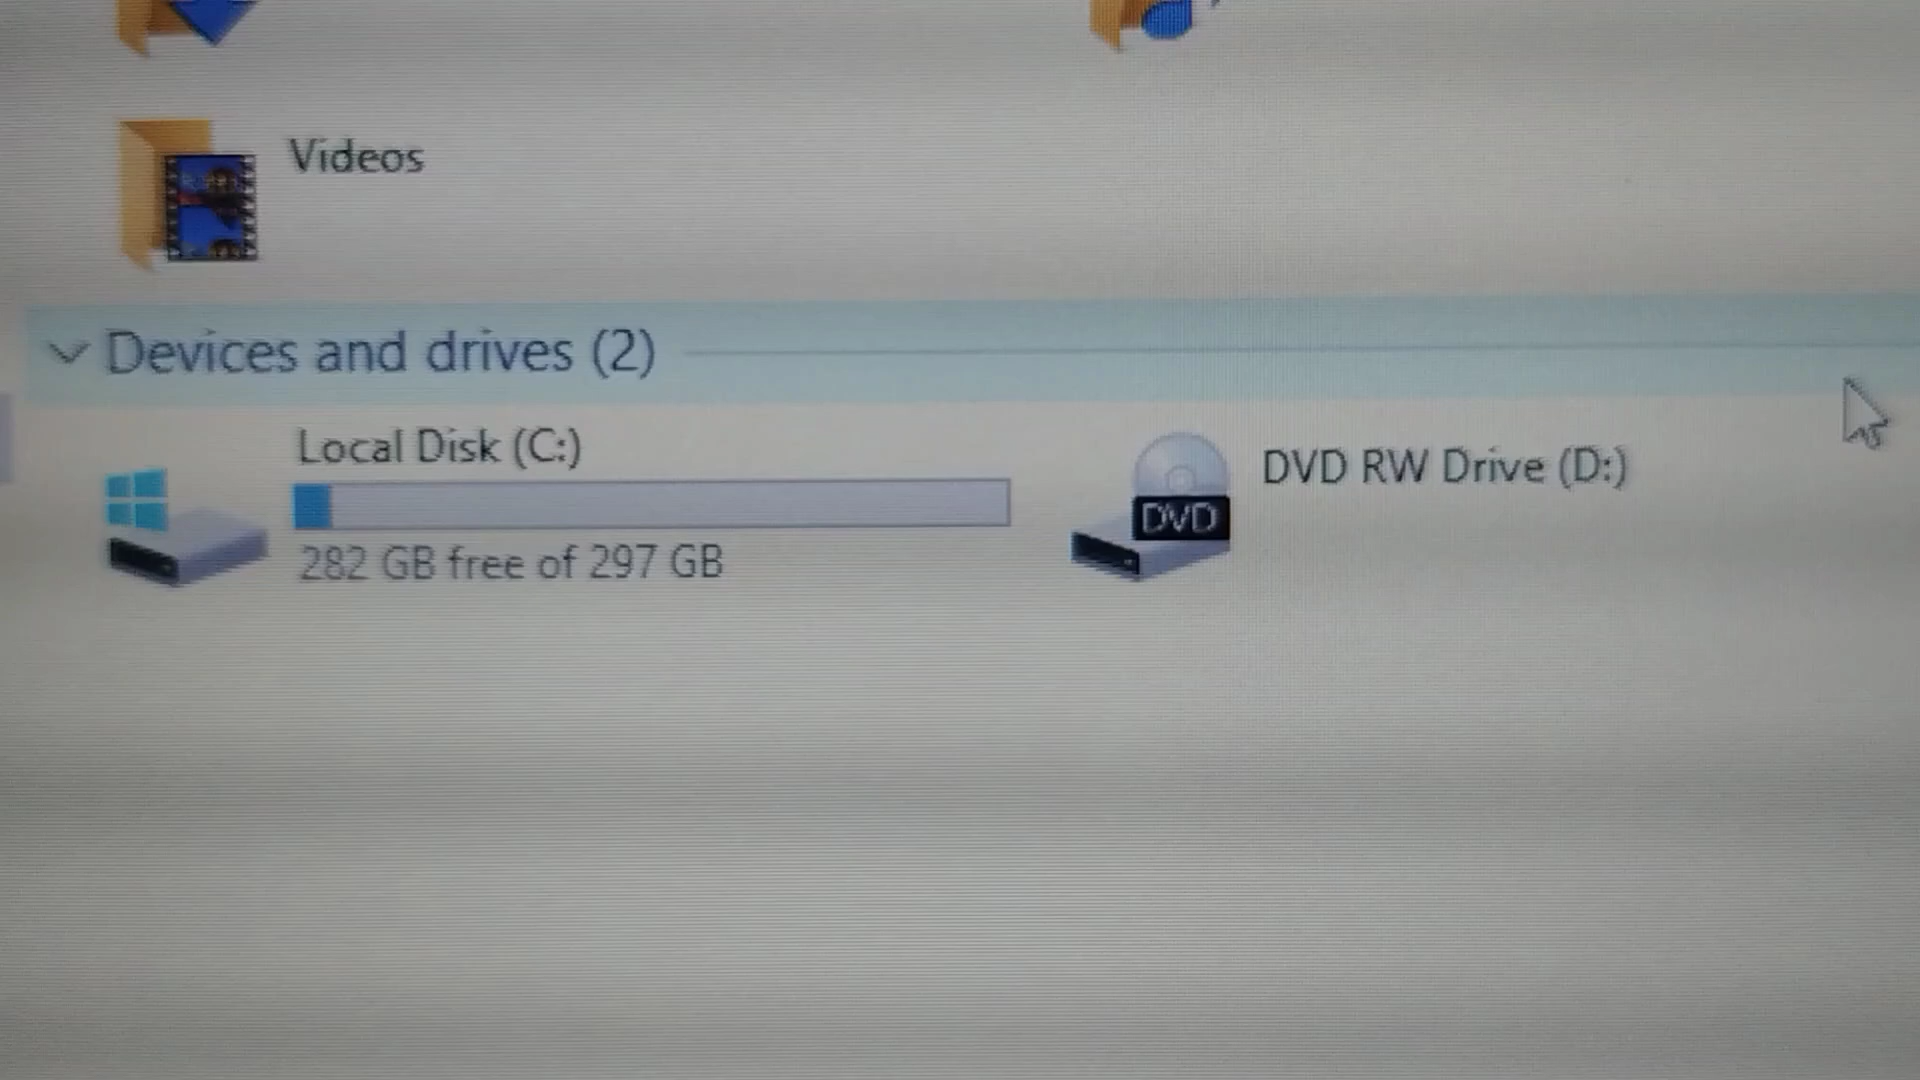 Videos
Devices and drives (2)
Local Disk (C:)
282 GB free of 297 GB
DVD RW Drive (D:)
DVD